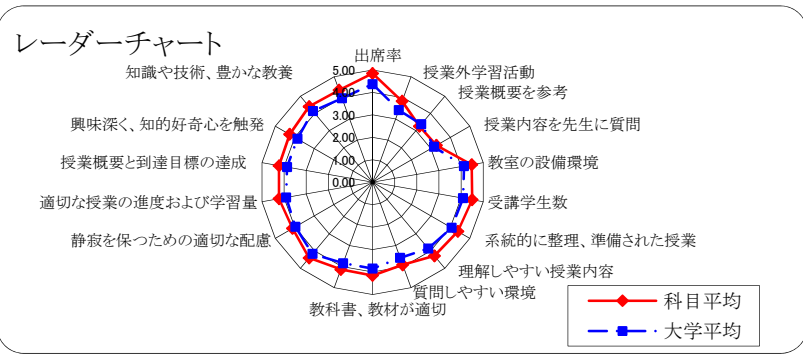 レーダーチャート
出席率
授業外学習活動
授業概要を参考
授業内容を先生に質問
教室の設備環境
受講学生数
系統的に整理、準備された授業
理解しやすい授業内容
質問しやすい環境
教科書、教材が適切
静寂を保つための適切な配慮
適切な授業の進度および学習量
授業概要と到達目標の達成
興味深く、知的好奇心を触発
知識や技術、豊かな教養
5.00
4.00
3.00
2.00
1.00
0.00
科目平均
大学平均